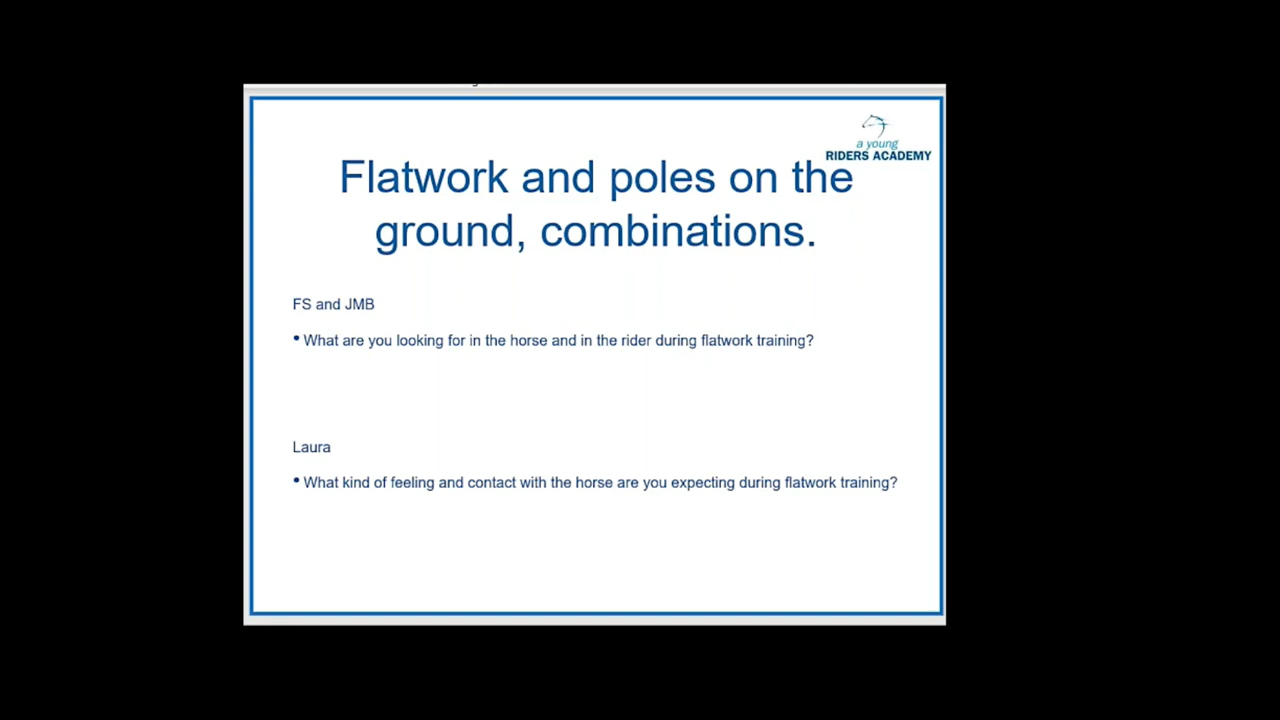 a young
RIDERS ACADEMY
Flatwork and poles on the
ground, combinations.
FS and JMB
• What are you looking for in the horse and in the rider during flatwork training?
Laura
• What kind of feeling and contact with the horse are you expecting during flatwork training?